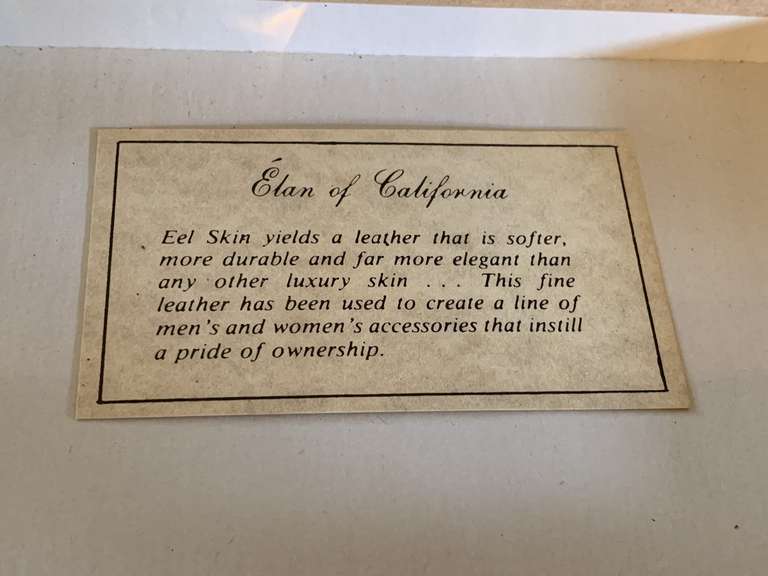 Élan of California
Eel Skin yields a leather that is softer,
more durable and far more elegant than
any other luxury skin . . . This fine
leather has been used to create a line of
men's and women's accessories that instill
a pride of ownership.